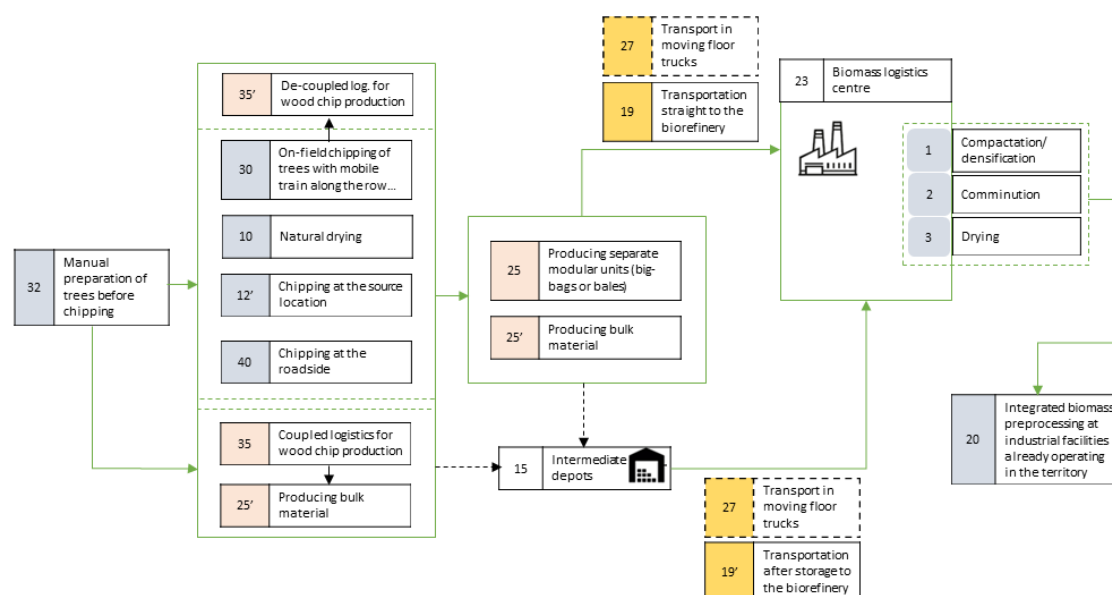 27
Transport in
moving floor
trucks
19
Transportation
straight to the
biorefinery
23
Biomass logistics
centre
1
Compactation/
densification
2
Comminution
3
Drying
35’
De-coupled log. for
wood chip production
30
On-field chipping of
trees with mobile
train along the row...
10
Natural drying
12’
Chipping at the source
location
40
Chipping at the
roadside
32
Manual
preparation of
trees before
chipping
25
Producing separate
modular units (big-
bags or bales)
25’
Producing bulk
material
35
Coupled logistics for
wood chip production
25’
Producing bulk
material
15
Intermediate
depots
27
Transport in
moving floor
trucks
19’
Transportation
after storage to
the biorefinery
20
Integrated biomass
preprocessing at
industrial facilities
already operating
in the territory